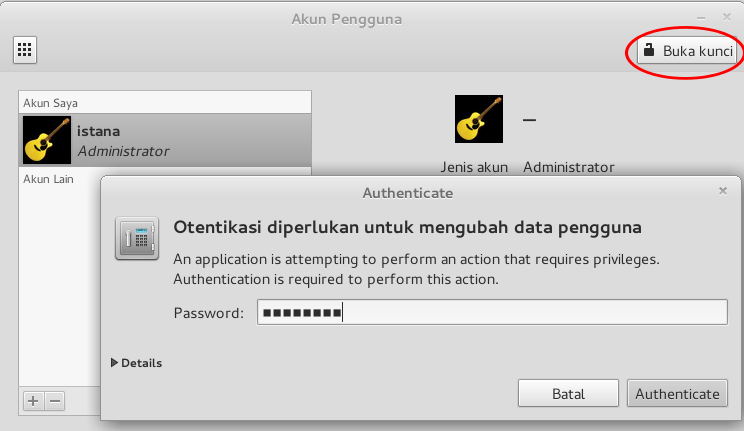 Akun Pengguna
Buka kunci
Akun Saya
istana
Administrator
Akun Lain
—
Jenis akun Administrator
Authenticate
Otentikasi diperlukan untuk mengubah data pengguna
An application is attempting to perform an action that requires privileges.
Authentication is required to perform this action.
Password:
Details
Batal
Authenticate